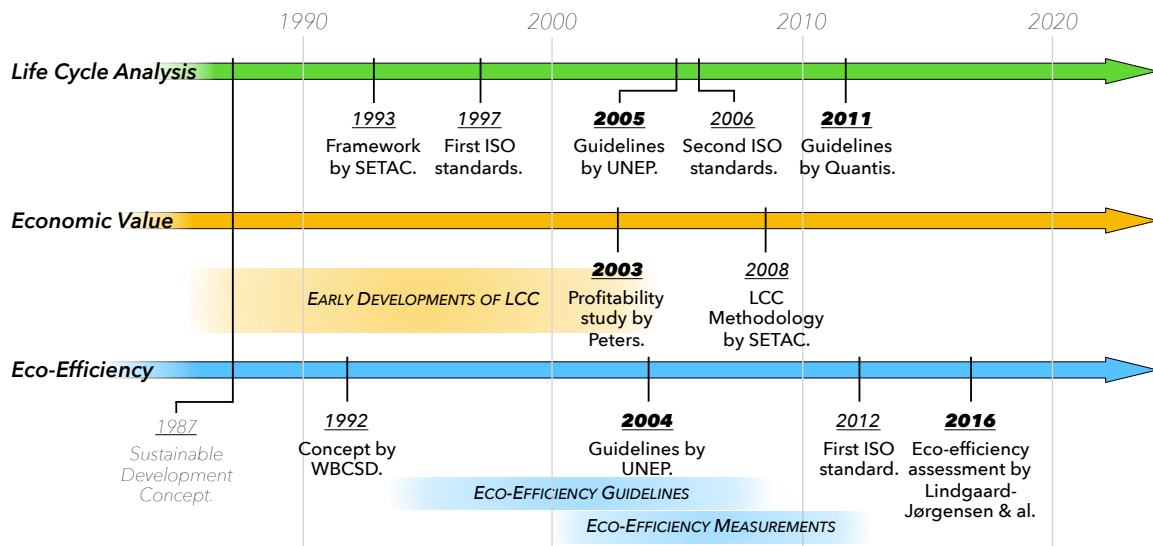 1990 2000 2010 2020
Life Cycle Analysis
1993 1997 2005 2006 2011
Framework First ISO Guidelines Second ISO Guidelines
by SETAC. standards. by UNEP. standards. by Quantis.
Economic Value
2003 2008
EARLY DEVELOPMENTS OF LCC Profitability LCC
study by Methodology
Peters. by SETAC.
Eco-Efficiency
1987 1992 2004 2012 2016
Sustainable Concept by Guidelines by First ISO Eco-efficiency
Development WBCSD. UNEP. standard. assessment by
Concept. Lindgaard-
ECO-EFFICIENCY GUIDELINES Jørgensen & al.
ECO-EFFICIENCY MEASUREMENTS